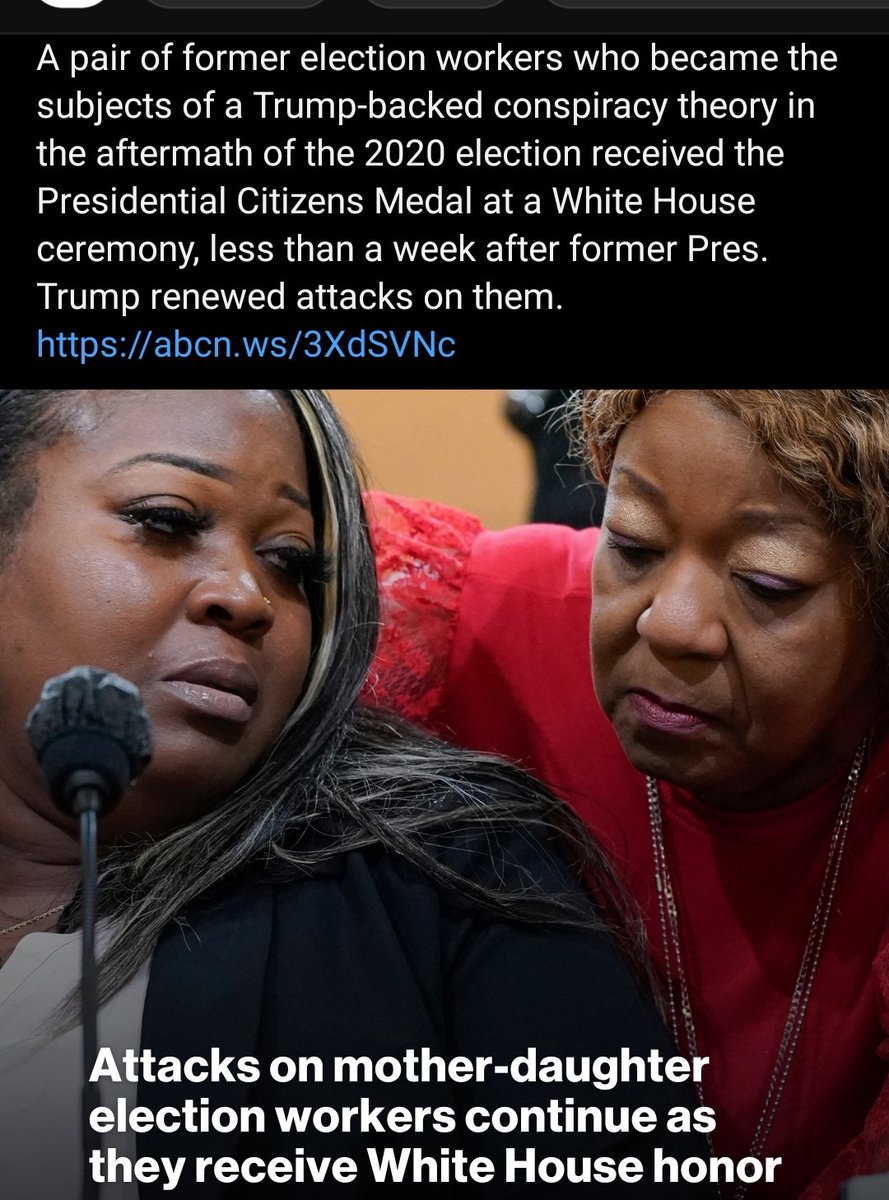 A pair of former election workers who became the
subjects of a Trump-backed conspiracy theory in
the aftermath of the 2020 election received the
Presidential Citizens Medal at a White House
ceremony, less than a week after former Pres.
Trump renewed attacks on them.
https://abcn.ws/3XdSVNc
Attacks on mother-daughter
election workers continue as
they receive White House honor